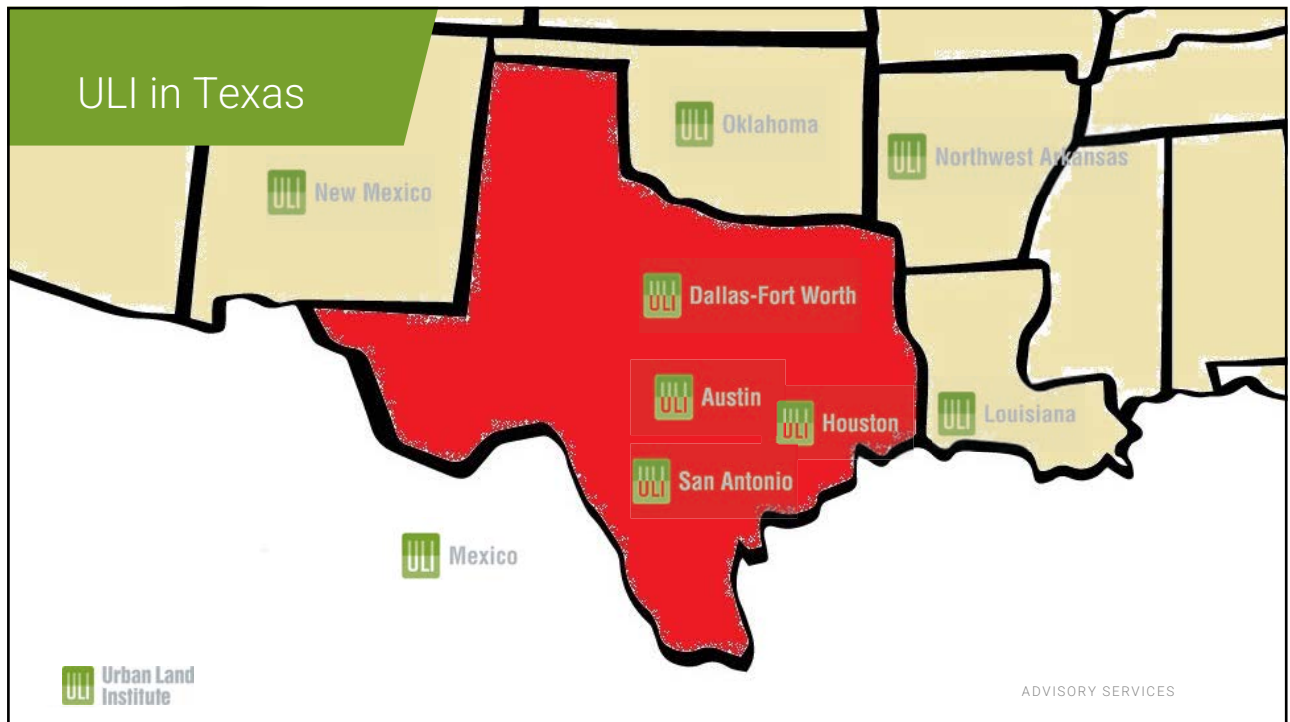 ULI in Texas
ULI Oklahoma
ULI Northwest Arkansas
ULI New Mexico
ULI Dallas-Fort Worth
ULI Austin
ULI Houston
ULI Louisiana
ULI San Antonio
ULI Mexico
ULI Urban Land
Institute
ADVISORY SERVICES